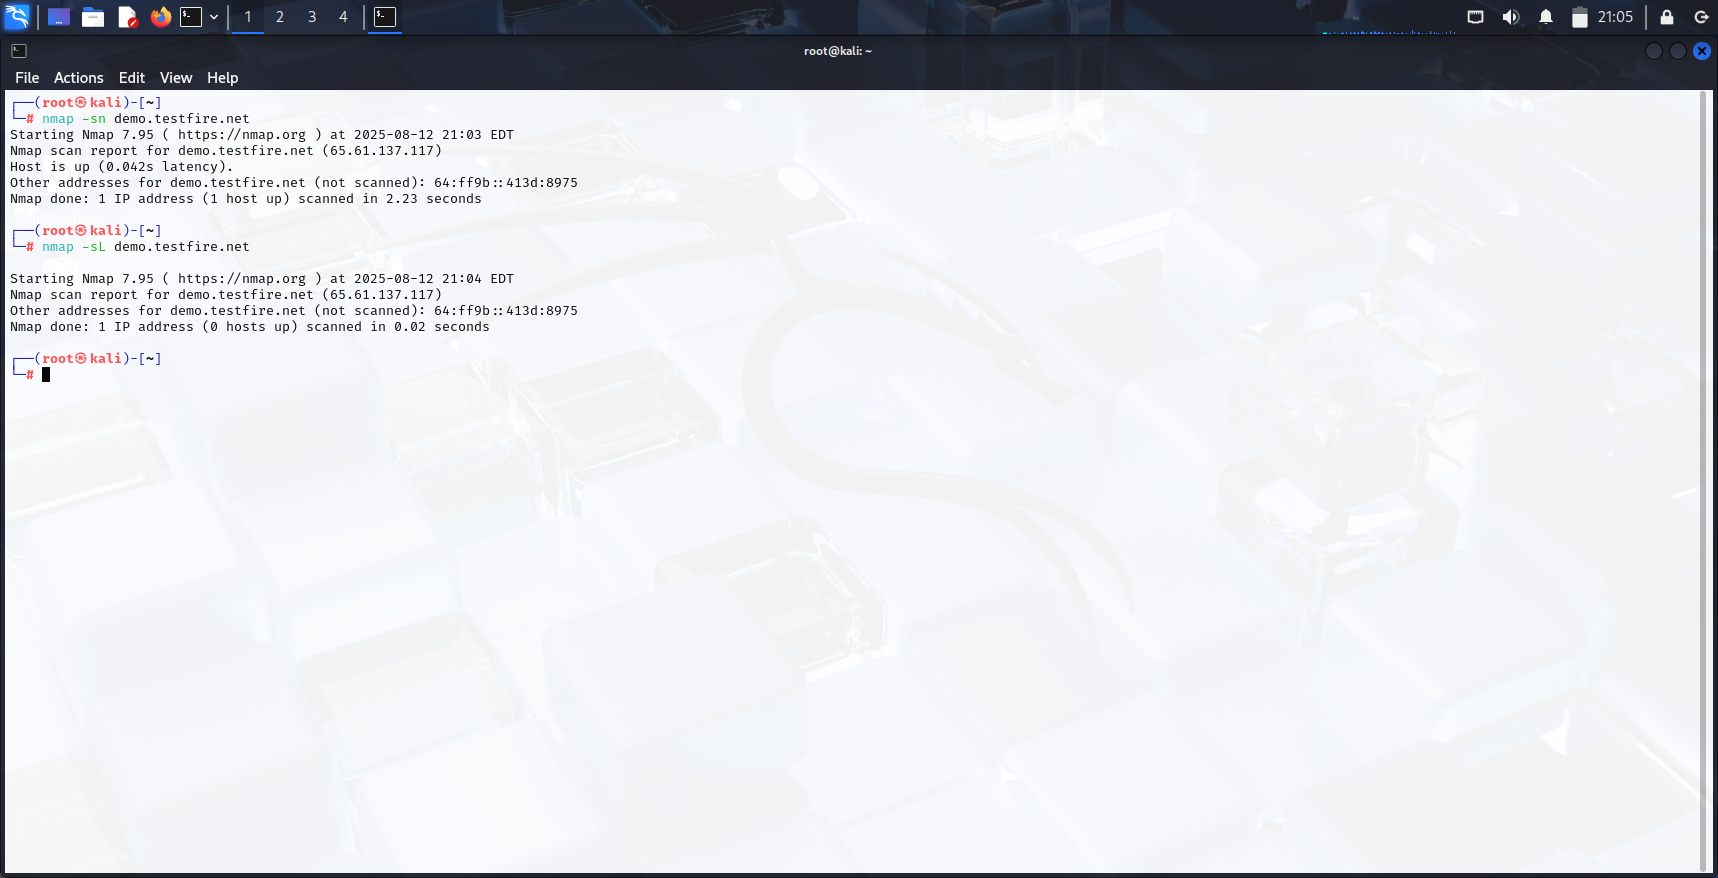 1 2 3 4 21:05
root@kali: ~
File Actions Edit View Help
┌──(root㉿kali)-[~]
└─# nmap -sn demo.testfire.net
Starting Nmap 7.95 ( https://nmap.org ) at 2025-08-12 21:03 EDT
Nmap scan report for demo.testfire.net (65.61.137.117)
Host is up (0.042s latency).
Other addresses for demo.testfire.net (not scanned): 64:ff9b::413d:8975
Nmap done: 1 IP address (1 host up) scanned in 2.23 seconds
┌──(root㉿kali)-[~]
└─# nmap -sL demo.testfire.net
Starting Nmap 7.95 ( https://nmap.org ) at 2025-08-12 21:04 EDT
Nmap scan report for demo.testfire.net (65.61.137.117)
Other addresses for demo.testfire.net (not scanned): 64:ff9b::413d:8975
Nmap done: 1 IP address (0 hosts up) scanned in 0.02 seconds
┌──(root㉿kali)-[~]
└─#